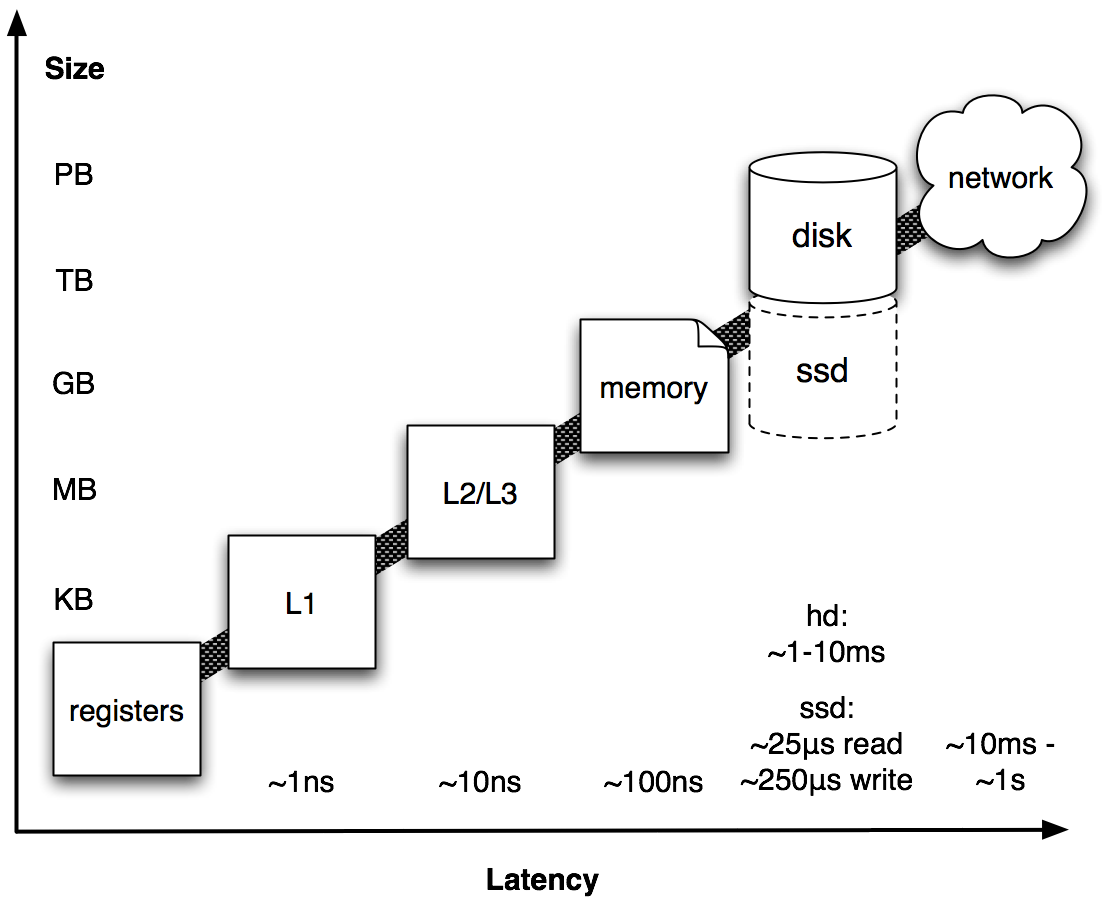 Size
PB
TB
GB
MB
KB
registers
L1
L2/L3
memory
disk
ssd
network
hd:
~1-10ms
ssd:
~25μs read
~250μs write
~1ns
~10ns
~100ns
~10ms -
~1s
Latency